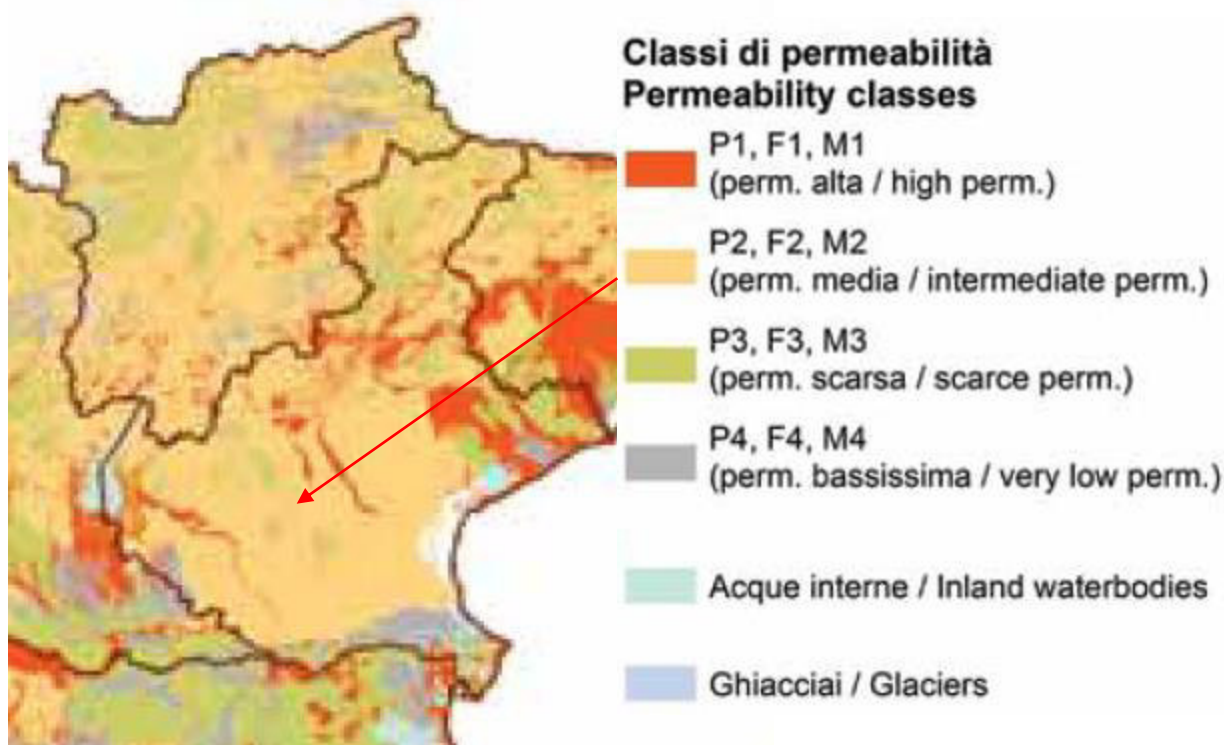 Classi di permeabilità
Permeability classes
P1, F1, M1
(perm. alta / high perm.)
P2, F2, M2
(perm. media / intermediate perm.)
P3, F3, M3
(perm. scarsa / scarce perm.)
P4, F4, M4
(perm. bassissima / very low perm.)
Acque interne / Inland waterbodies
Ghiacciai / Glaciers